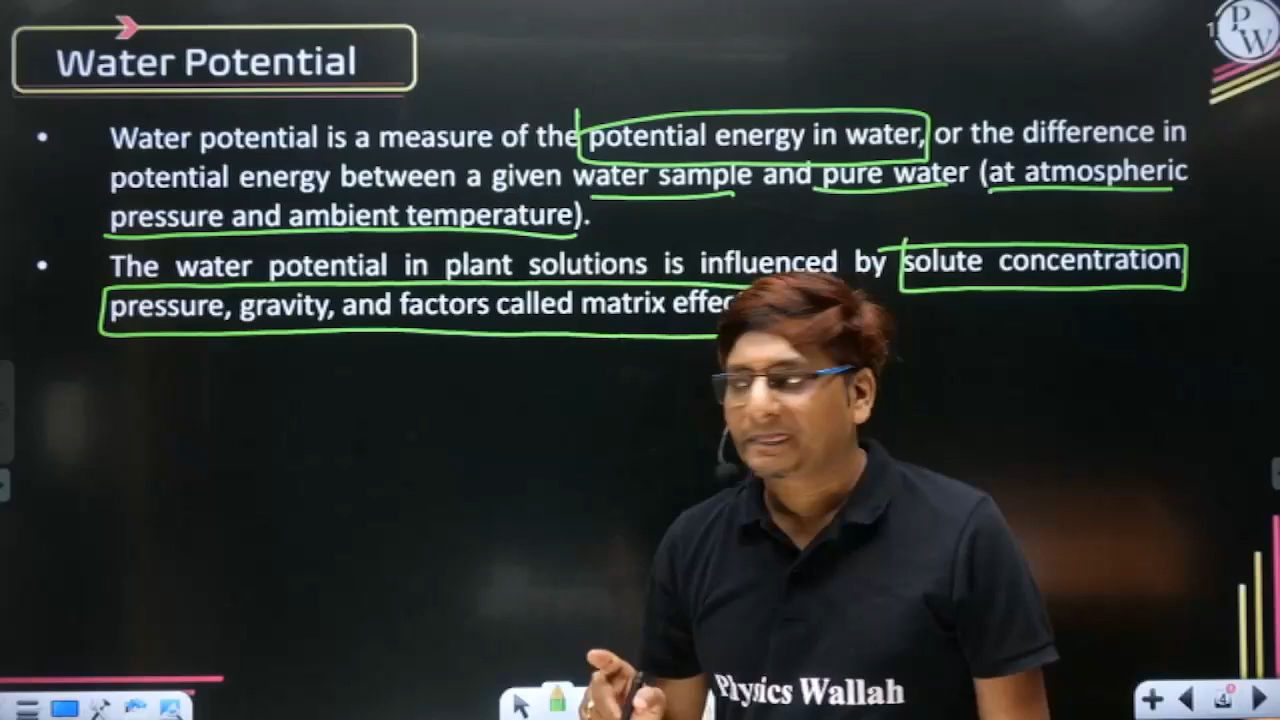 Water Potential
PW
• Water potential is a measure of the potential energy in water, or the difference in
potential energy between a given water sample and pure water (at atmospheric
pressure and ambient temperature).
• The water potential in plant solutions is influenced by solute concentration
pressure, gravity, and factors called matrix
Physics Wallah